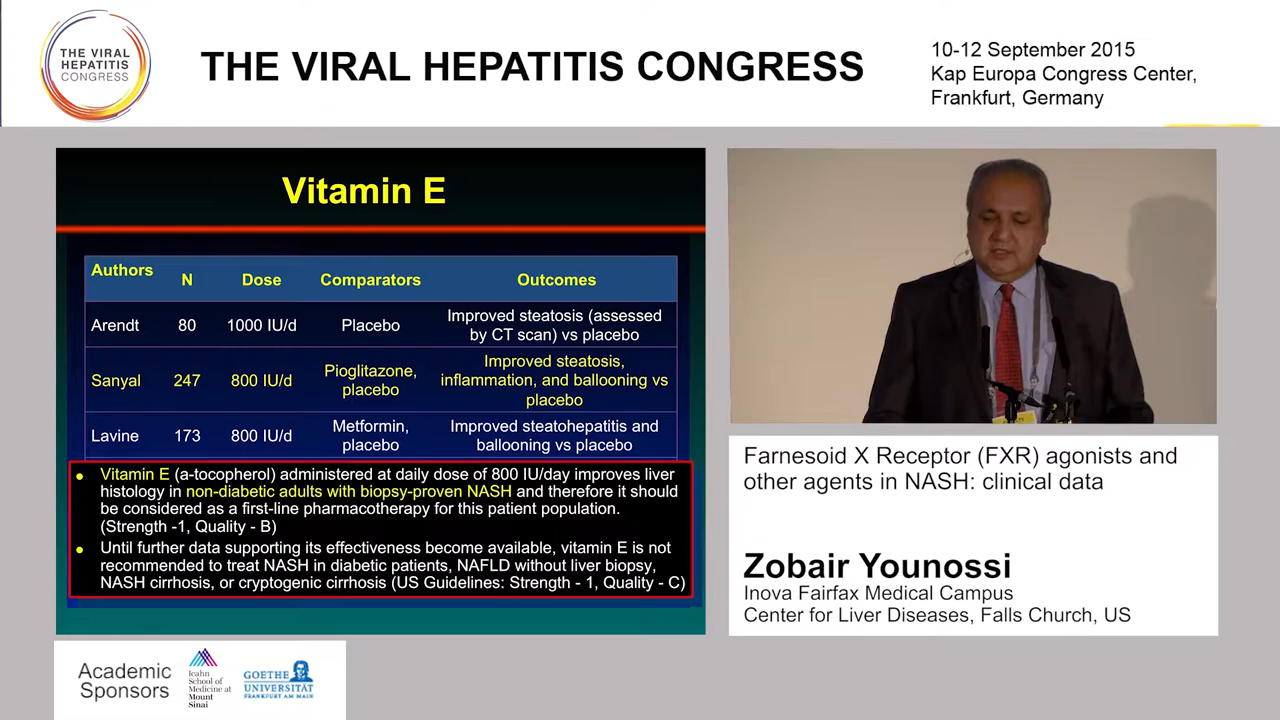 THE VIRAL
HEPATITIS
CONGRESS
THE VIRAL HEPATITIS CONGRESS
10-12 September 2015
Kap Europa Congress Center,
Frankfurt, Germany
Vitamin E
Authors N Dose Comparators Outcomes
Arendt 80 1000 IU/d Placebo Improved steatosis (assessed
by CT scan) vs placebo
Sanyal 247 800 IU/d Pioglitazone,
placebo
Improved steatosis,
inflammation, and ballooning vs
placebo
Lavine 173 800 IU/d Metformin,
placebo
Improved steatohepatitis and
ballooning vs placebo
• Vitamin E (a-tocopherol) administered at daily dose of 800 IU/day improves liver
histology in non-diabetic adults with biopsy-proven NASH and therefore it should
be considered as a first-line pharmacotherapy for this patient population.
(Strength -1, Quality - B)
• Until further data supporting its effectiveness become available, vitamin E is not
recommended to treat NASH in diabetic patients, NAFLD without liver biopsy,
NASH cirrhosis, or cryptogenic cirrhosis (US Guidelines: Strength - 1, Quality - C)
Farnesoid X Receptor (FXR) agonists and
other agents in NASH: clinical data
Zobair Younossi
Inova Fairfax Medical Campus
Center for Liver Diseases, Falls Church, US
Academic
Sponsors
Icahn
School of
Medicine at
Mount
Sinai
GOETHE
UNIVERSITÄT
FRANKFURT AM MAIN